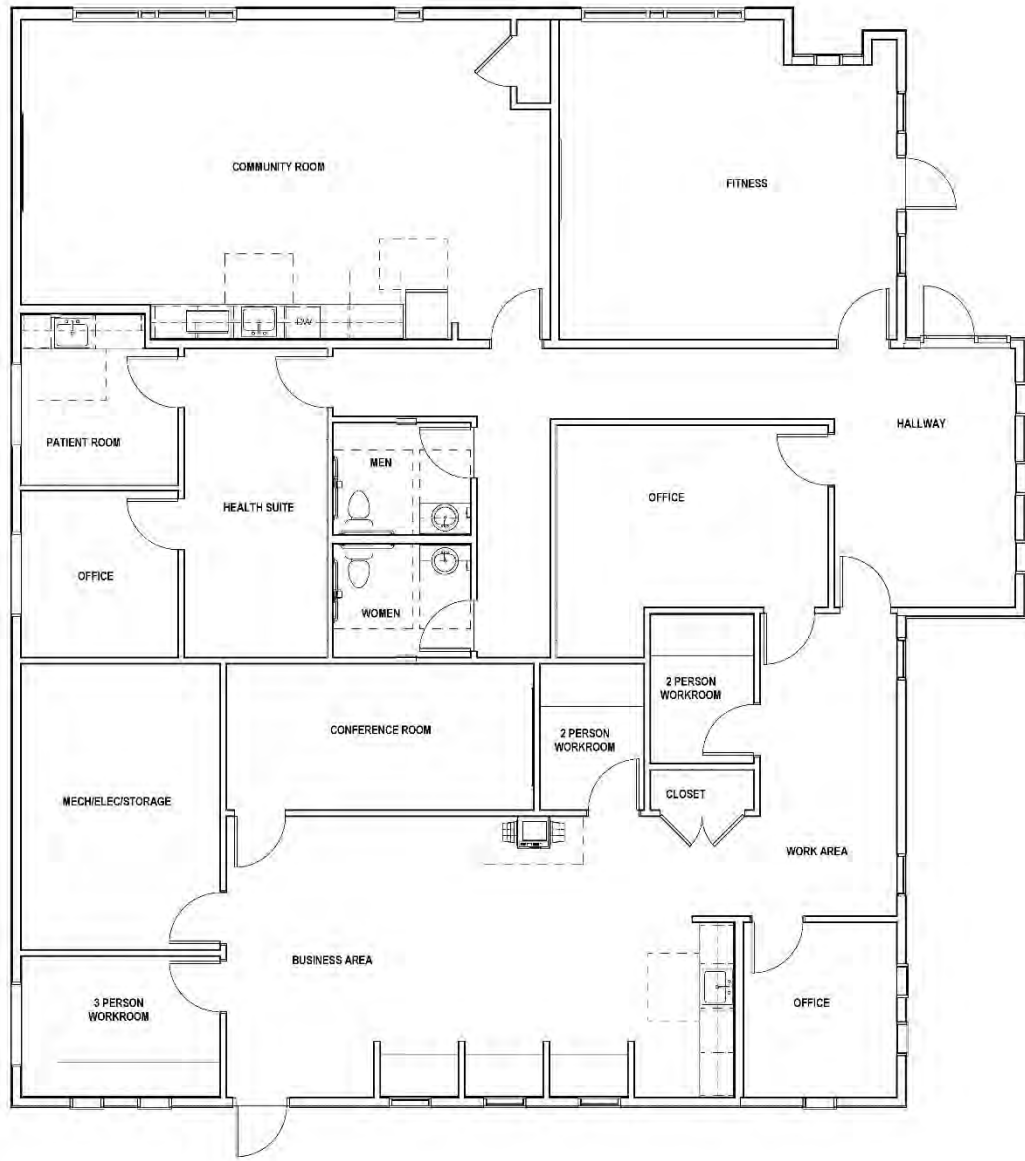 COMMUNITY ROOM
FITNESS
DW
PATIENT ROOM
HEALTH SUITE
MEN
OFFICE
HALLWAY
OFFICE
WOMEN
2 PERSON
WORKROOM
CONFERENCE ROOM
2 PERSON
WORKROOM
MECH/ELEC/STORAGE
CLOSET
WORK AREA
BUSINESS AREA
3 PERSON
WORKROOM
OFFICE